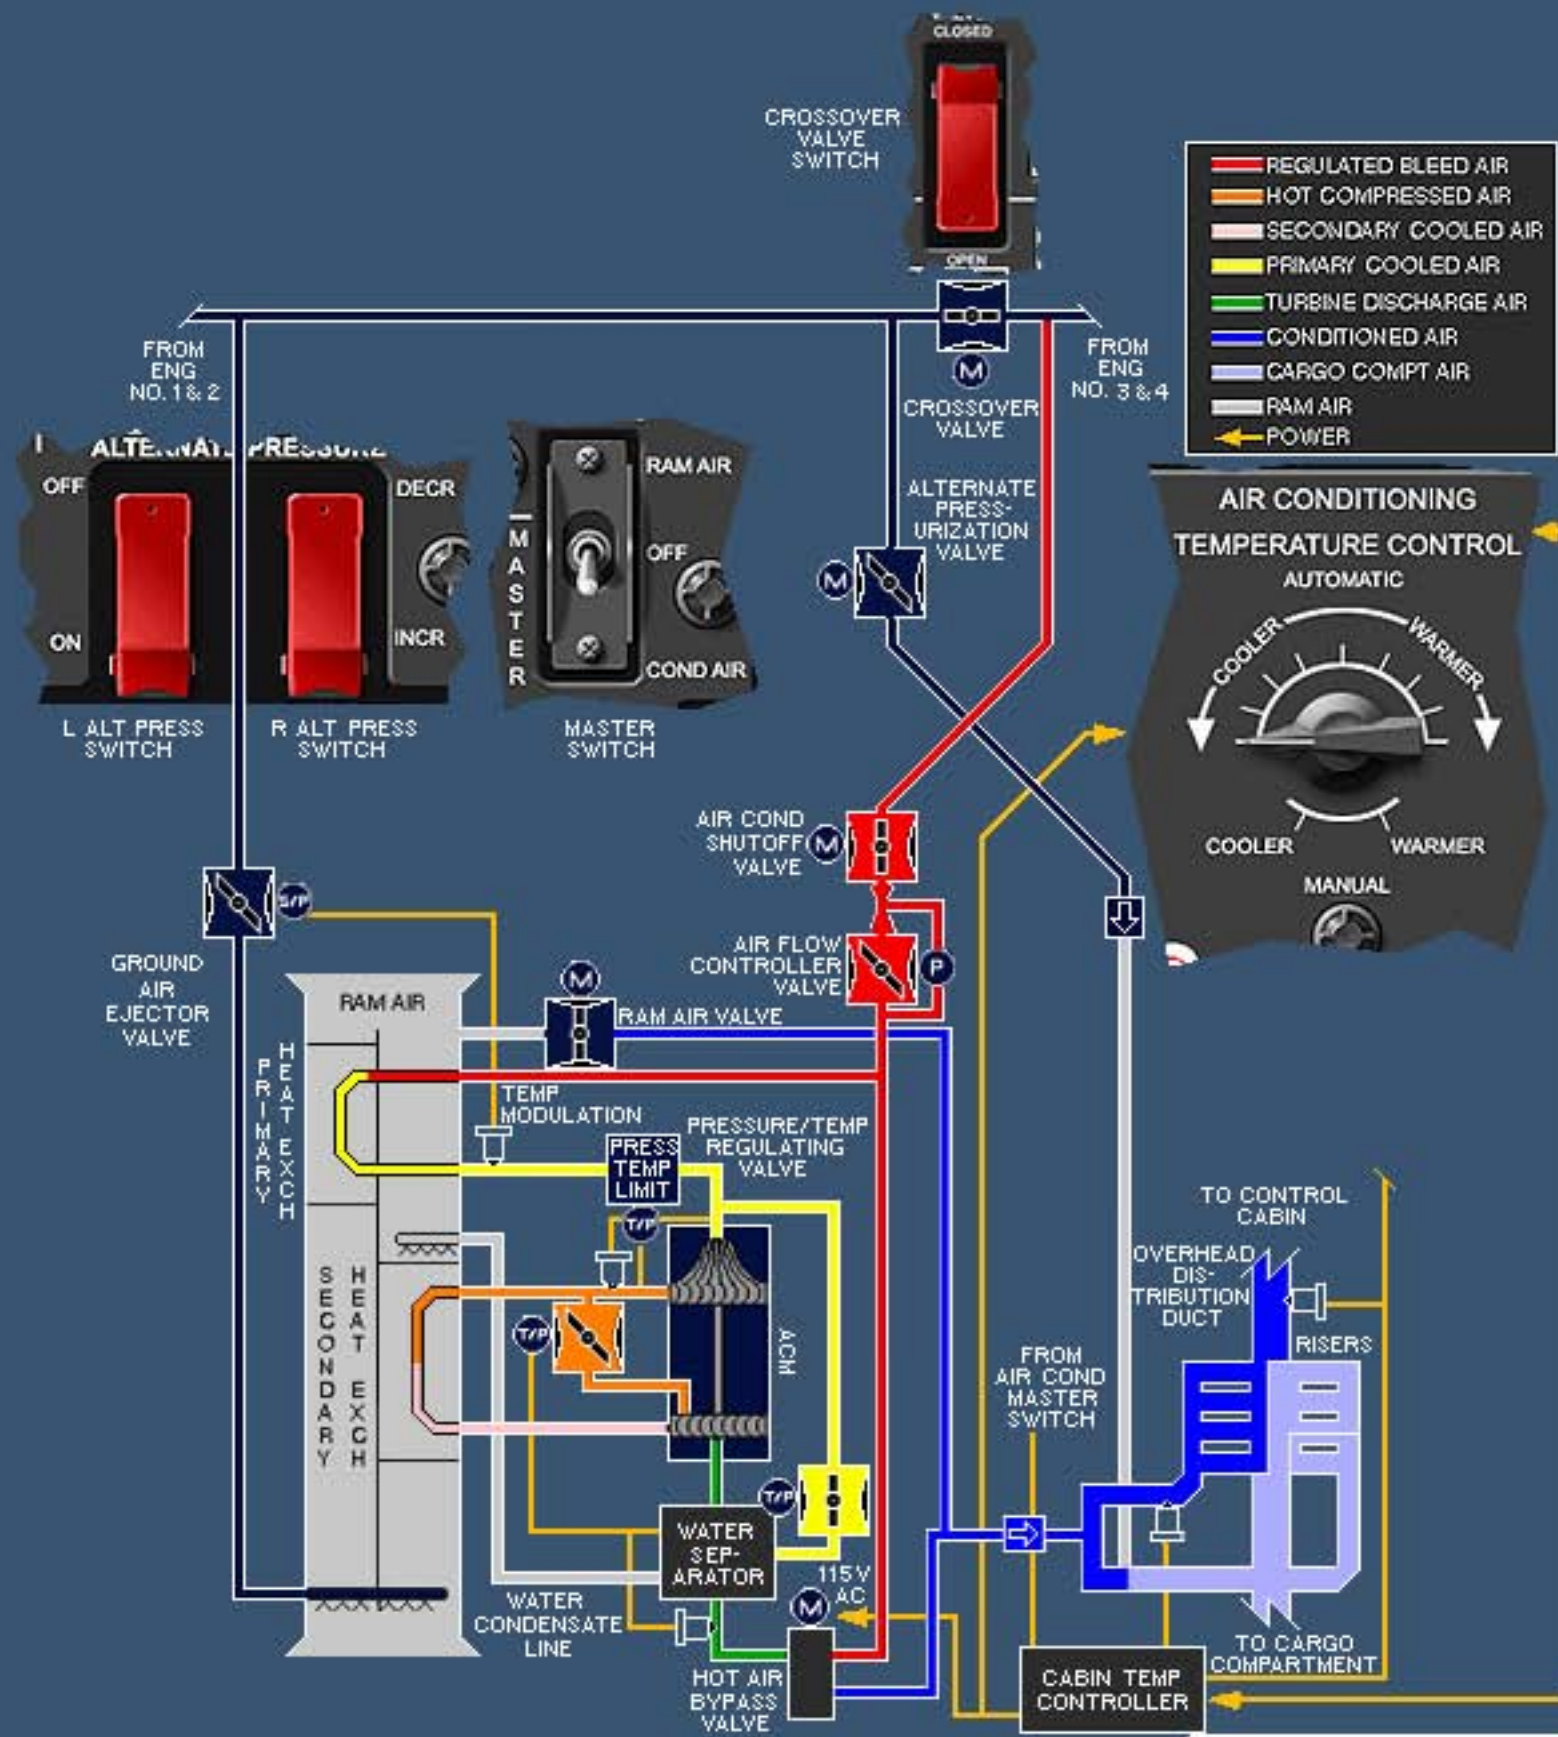 CLOSED
CROSSOVER
VALVE
SWITCH
OPEN
REGULATED BLEED AIR
HOT COMPRESSED AIR
SECONDARY COOLED AIR
PRIMARY COOLED AIR
TURBINE DISCHARGE AIR
CONDITIONED AIR
CARGO COMPT AIR
RAM AIR
POWER
FROM
ENG
NO. 1 & 2
FROM
ENG
NO. 3 & 4
M
CROSSOVER
VALVE
ALTERNATE PRESSURE
OFF
DECR
ON
INCR
L ALT PRESS
SWITCH
R ALT PRESS
SWITCH
MASTER
RAM AIR
OFF
COND AIR
MASTER
SWITCH
ALTERNATE
PRESS-
URIZATION
VALVE
M
AIR CONDITIONING
TEMPERATURE CONTROL
AUTOMATIC
COOLER
WARMER
COOLER
WARMER
MANUAL
AIR COND
SHUTOFF
VALVE
M
S/P
GROUND
AIR
EJECTOR
VALVE
AIR FLOW
CONTROLLER
VALVE
P
RAM AIR
M
RAM AIR VALVE
PRIMARY
HEAT EXCH
TEMP
MODULATION
PRESS
TEMP
LIMIT
PRESSURE/TEMP
REGULATING
VALVE
T/P
SECONDARY
HEAT EXCH
T/P
ACM
T/P
WATER
SEP-
ARATOR
WATER
CONDENSATE
LINE
115 V
AC
M
HOT AIR
BYPASS
VALVE
TO CONTROL
CABIN
OVERHEAD
DIS-
TRIBUTION
DUCT
RISERS
FROM
AIR COND
MASTER
SWITCH
TO CARGO
COMPARTMENT
CABIN TEMP
CONTROLLER